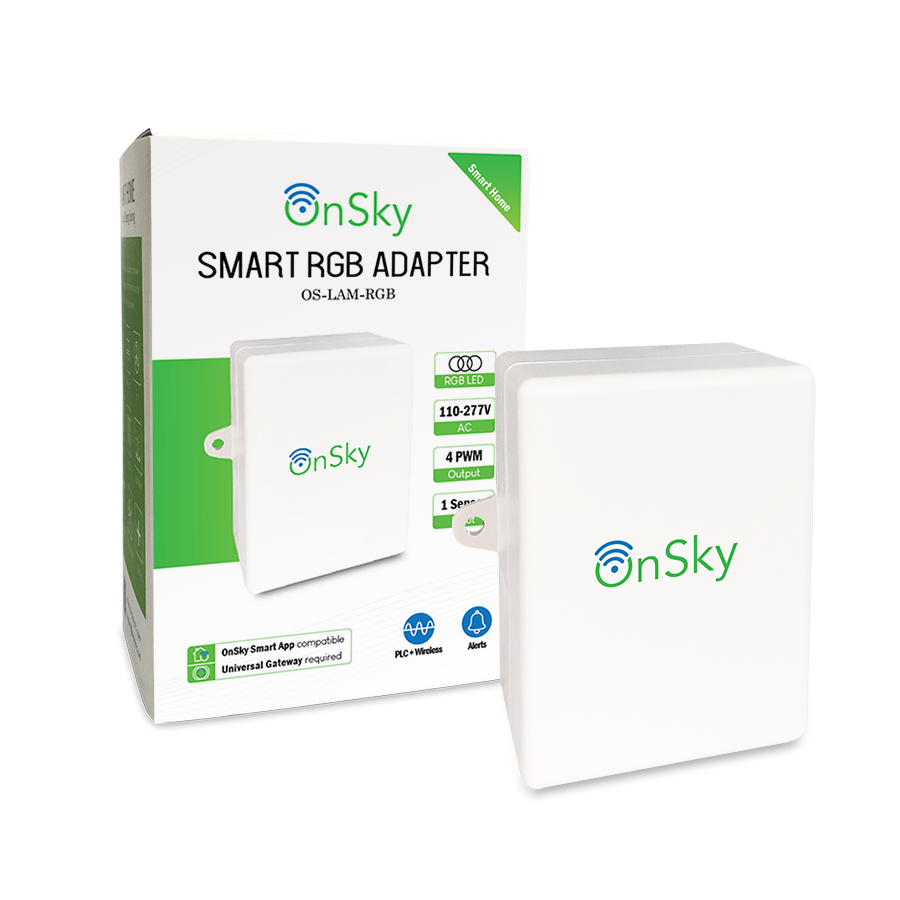 OnSky
Smart Home
SMART RGB ADAPTER
OS-LAM-RGB
RGB LED
110-277V
AC
4 PWM
Output
1
OnSky
OnSky
OnSky Smart App compatible
Universal Gateway required
PLC + Wireless
Alerts